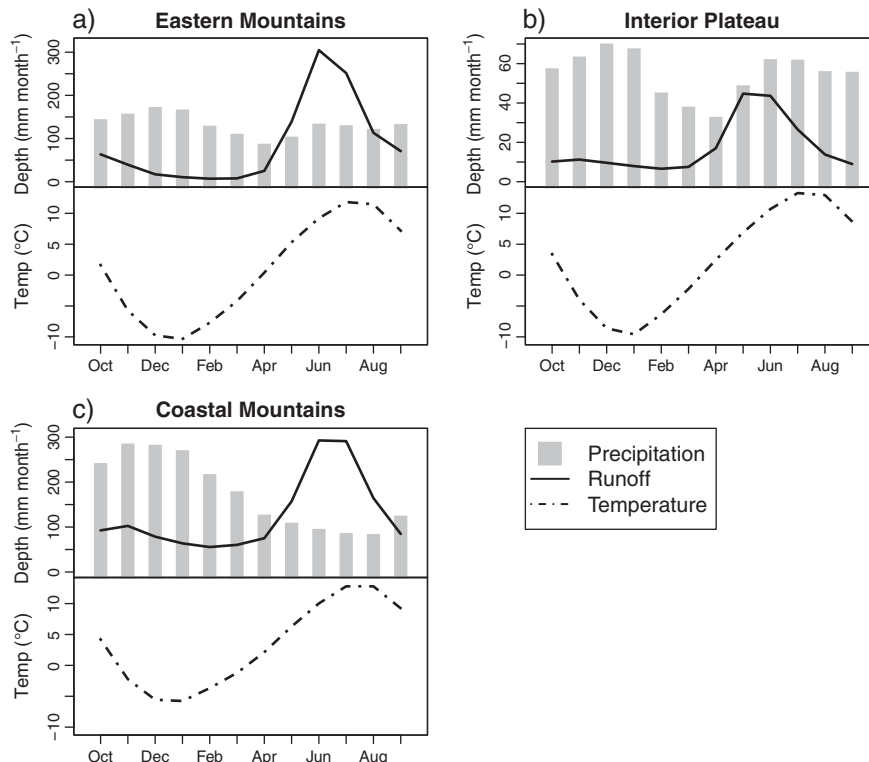 a)
Eastern Mountains
Depth (mm month⁻¹)
300
200
100
0
Temp (°C)
10
5
0
−10
Oct Dec Feb Apr Jun Aug
b)
Interior Plateau
Depth (mm month⁻¹)
60
40
20
0
Temp (°C)
10
5
0
−10
Oct Dec Feb Apr Jun Aug
c)
Coastal Mountains
Depth (mm month⁻¹)
300
200
100
0
Temp (°C)
10
5
0
−10
Oct Dec Feb Apr Jun Aug
Precipitation
Runoff
Temperature